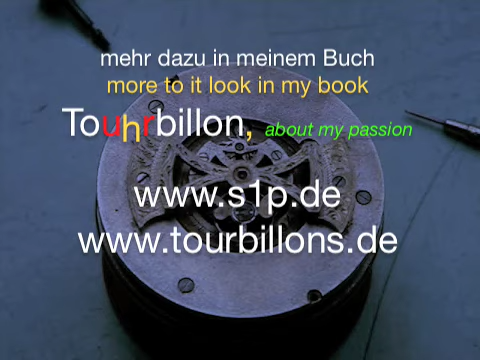 mehr dazu in meinem Buch
more to it look in my book
Touhrbillon, about my passion
www.s1p.de
www.tourbillons.de